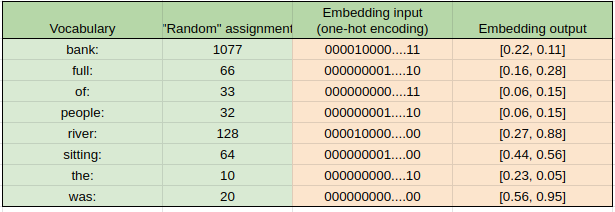 Vocabulary "Random" assignment Embedding input (one-hot encoding) Embedding output
bank: 1077 000010000....11 [0.22, 0.11]
full: 66 000000001....10 [0.16, 0.28]
of: 33 000000000....11 [0.06, 0.15]
people: 32 000000001....10 [0.06, 0.15]
river: 128 000010000....00 [0.27, 0.88]
sitting: 64 000000001....00 [0.44, 0.56]
the: 10 000000000....10 [0.23, 0.05]
was: 20 000000000....00 [0.56, 0.95]